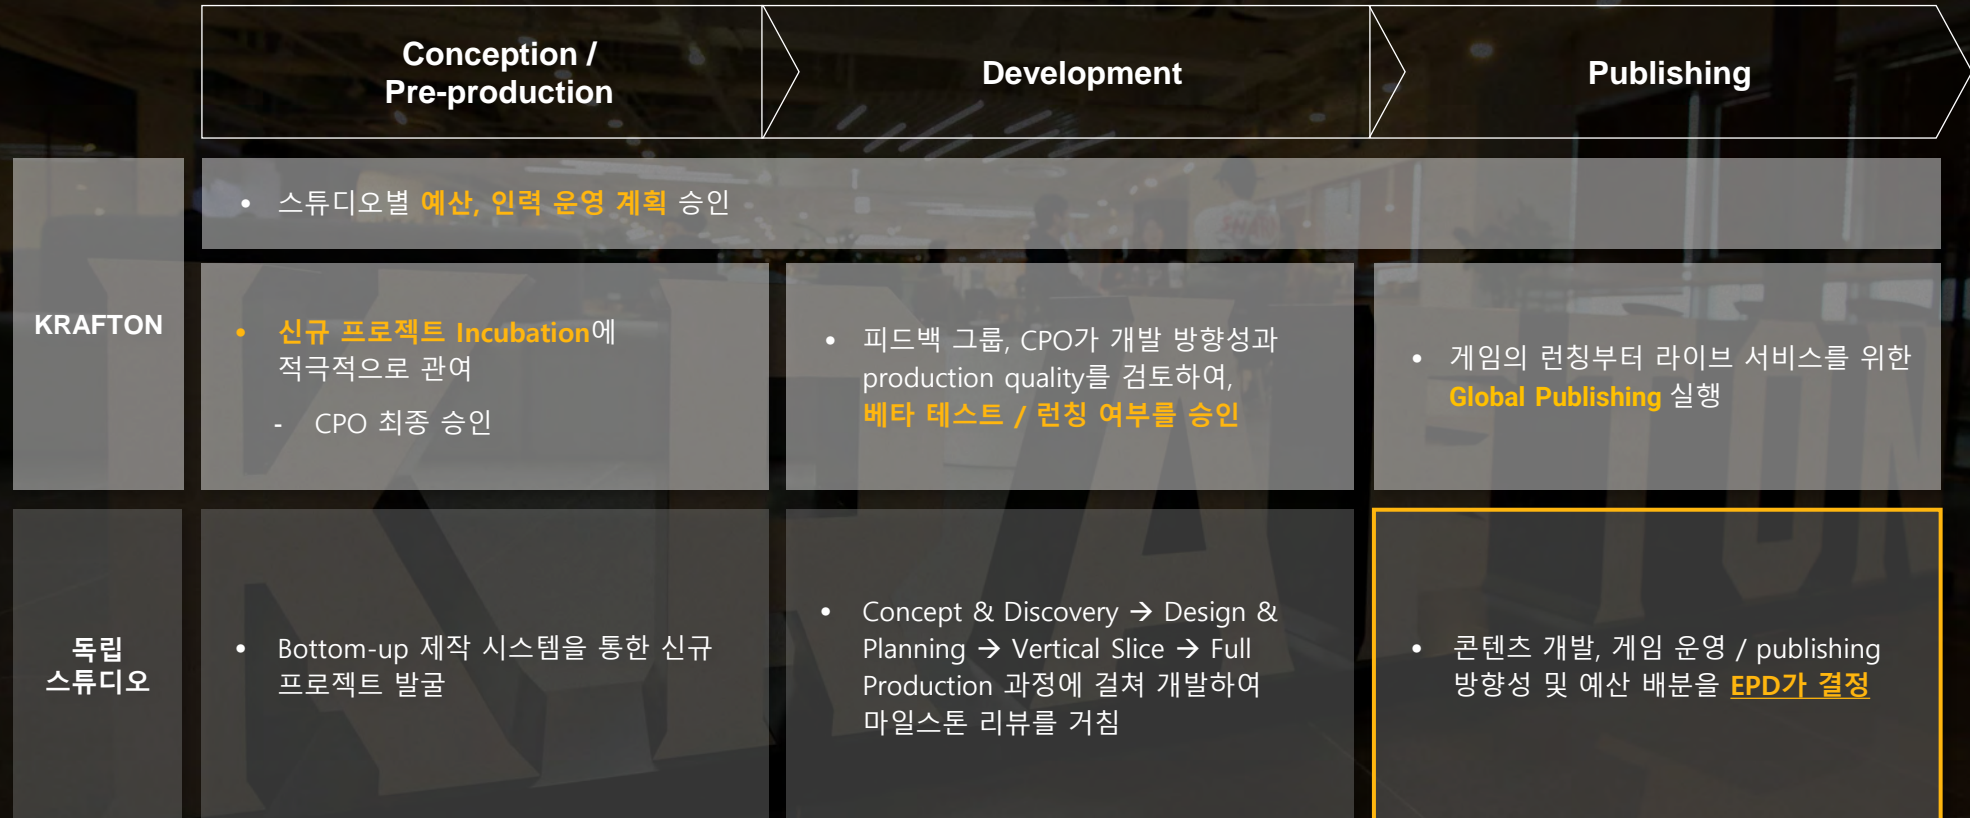 Conception /
Pre-production
Development
Publishing
KRAFTON
• 스튜디오별 예산, 인력 운영 계획 승인
• 신규 프로젝트 Incubation에
적극적으로 관여
- CPO 최종 승인
• 피드백 그룹, CPO가 개발 방향성과
production quality를 검토하여,
베타 테스트 / 런칭 여부를 승인
• 게임의 런칭부터 라이브 서비스를 위한
Global Publishing 실행
독립
스튜디오
• Bottom-up 제작 시스템을 통한 신규
프로젝트 발굴
• Concept & Discovery → Design &
Planning → Vertical Slice → Full
Production 과정에 걸쳐 개발하여
마일스톤 리뷰를 거침
• 콘텐츠 개발, 게임 운영 / publishing
방향성 및 예산 배분을 EPD가 결정
KRAFTON